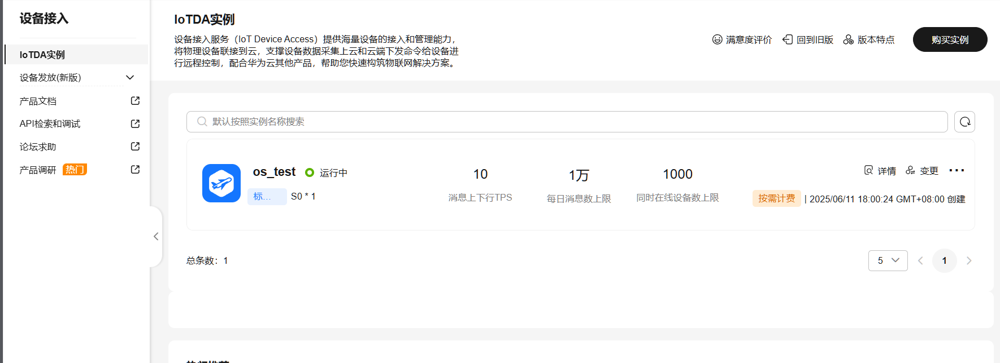 设备接入
IoTDA实例
设备发放(新版)
产品文档
API检索和调试
论坛求助
产品调研 热门
IoTDA实例
设备接入服务（IoT Device Access）提供海量设备的接入和管理能力，
将物理设备联接到云，支撑设备数据采集上云和云端下发命令给设备进
行远程控制，配合华为云其他产品，帮助您快速构筑物联网解决方案。
满意度评价 回到旧版 版本特点 购买实例
默认按照实例名称搜索
os_test 运行中
标... S0 * 1
10
消息上下行TPS
1万
每日消息数上限
1000
同时在线设备数上限
详情 变更 ···
按需计费 | 2025/06/11 18:00:24 GMT+08:00 创建
总条数：1
5 1